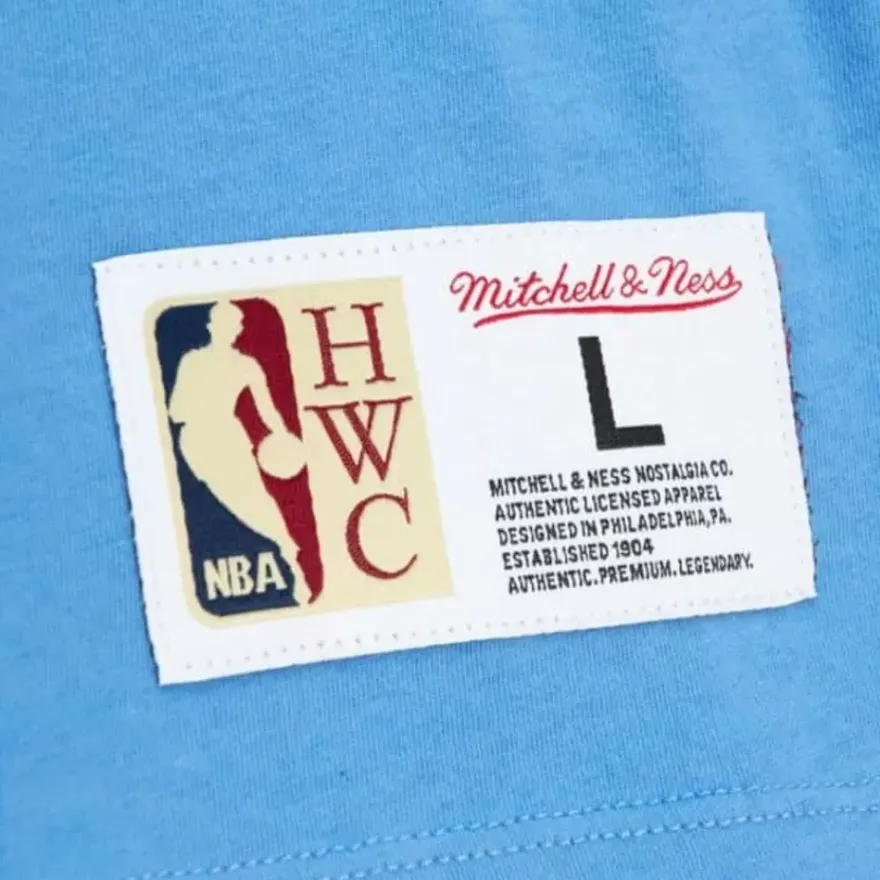 NBA
H
W
C
Mitchell & Ness
L
MITCHELL & NESS NOSTALGIA CO.
AUTHENTIC LICENSED APPAREL
DESIGNED IN PHILADELPHIA, PA.
ESTABLISHED 1904
AUTHENTIC. PREMIUM. LEGENDARY.